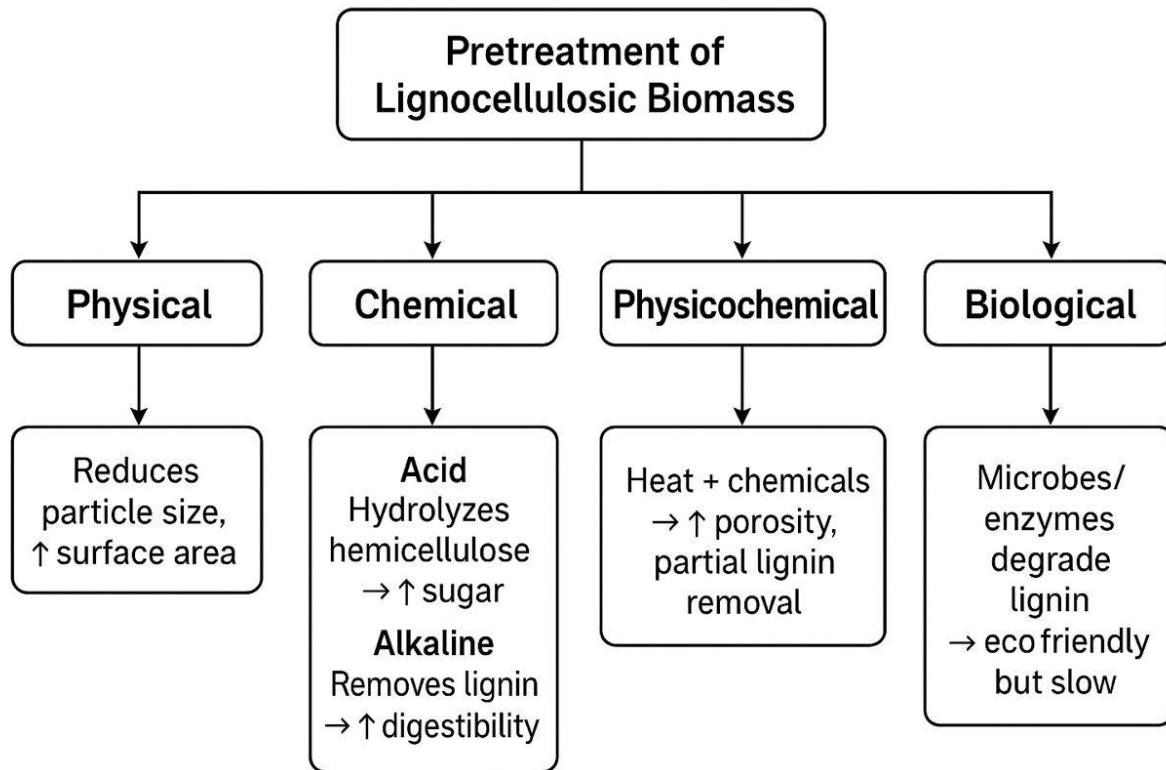 Pretreatment of
Lignocellulosic Biomass
Physical
Chemical
Physicochemical
Biological
Reduces
particle size,
↑ surface area
Acid
Hydrolyzes
hemicellulose
→ ↑ sugar
Alkaline
Removes lignin
→ ↑ digestibility
Heat + chemicals
→ ↑ porosity,
partial lignin
removal
Microbes/
enzymes
degrade
lignin
→ eco friendly
but slow